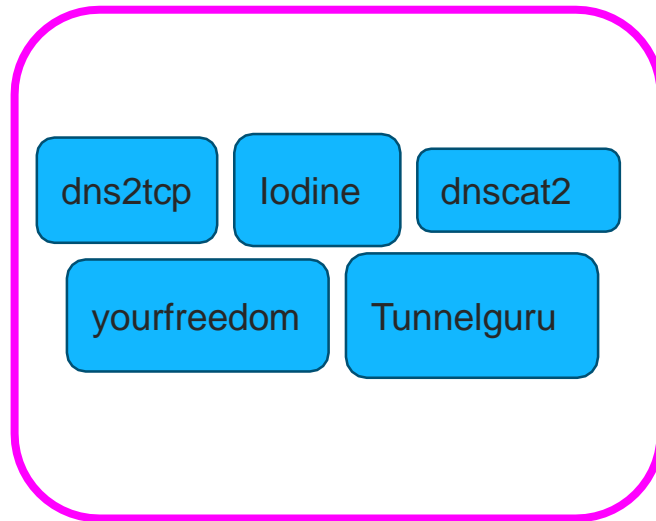 dns2tcp
Iodine
dnscat2
yourfreedom
Tunnelguru